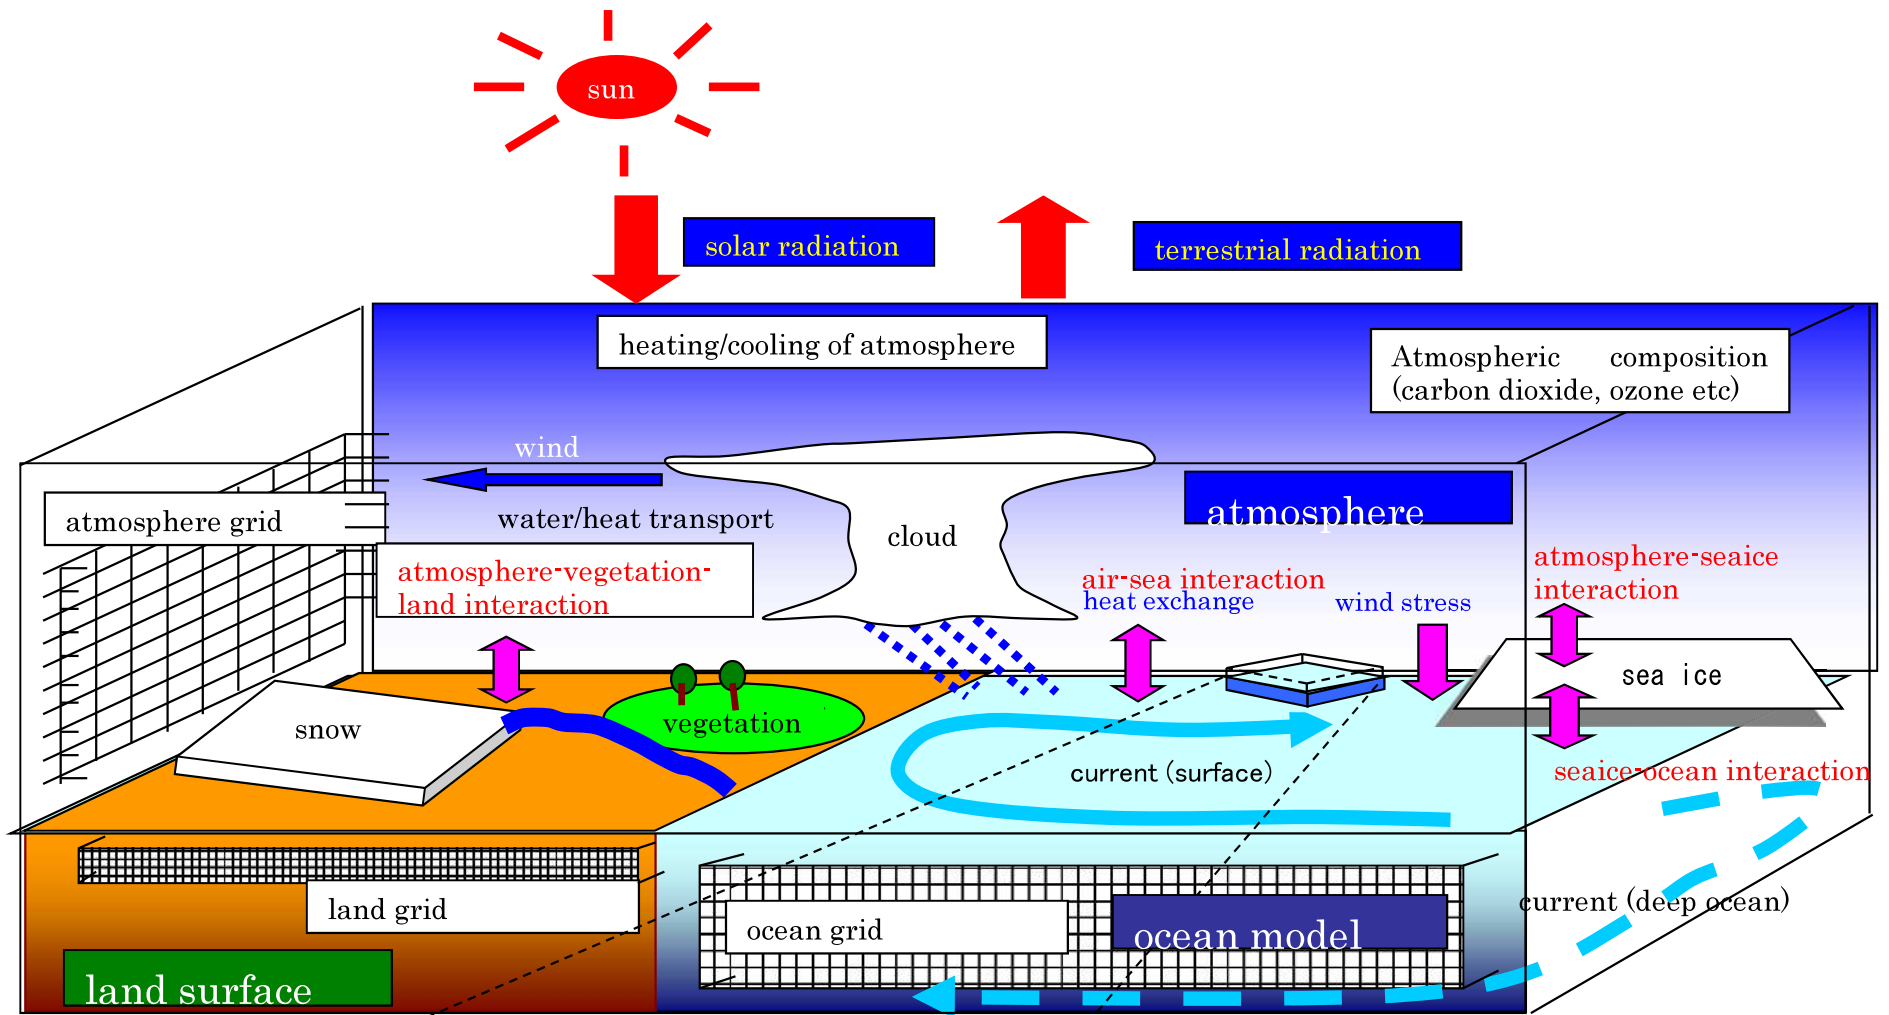 sun
solar radiation
terrestrial radiation
heating/cooling of atmosphere
Atmospheric composition
(carbon dioxide, ozone etc)
wind
atmosphere grid
water/heat transport
cloud
atmosphere
atmosphere-vegetation-
land interaction
air-sea interaction
heat exchange
wind stress
atmosphere-seaice
interaction
sea ice
snow
vegetation
current (surface)
seaice-ocean interaction
land grid
ocean grid
ocean model
current (deep ocean)
land surface